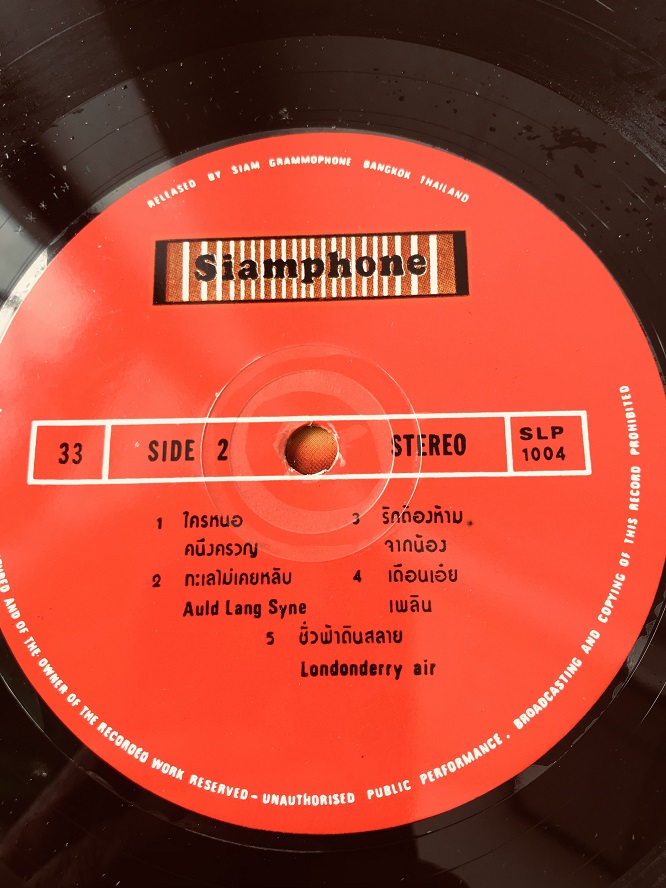 RELEASED BY SIAM GRAMMOPHONE BANGKOK THAILAND
Siamphone
33 SIDE 2 STEREO SLP 1004
1 ใครหนอ
คนึงครวญ
2 ทะเลไม่เคยหลับ
Auld Lang Syne
3 รักต้องห้าม
จากน้อง
4 เดือนเอ๋ย
เพลิน
5 ชั่วฟ้าดินสลาย
Londonderry air
AND OF THE OWNER OF THE RECORDED WORK RESERVED - UNAUTHORISED PUBLIC PERFORMANCE. BROADCASTING AND COPYING OF THIS RECORD PROHIBITED